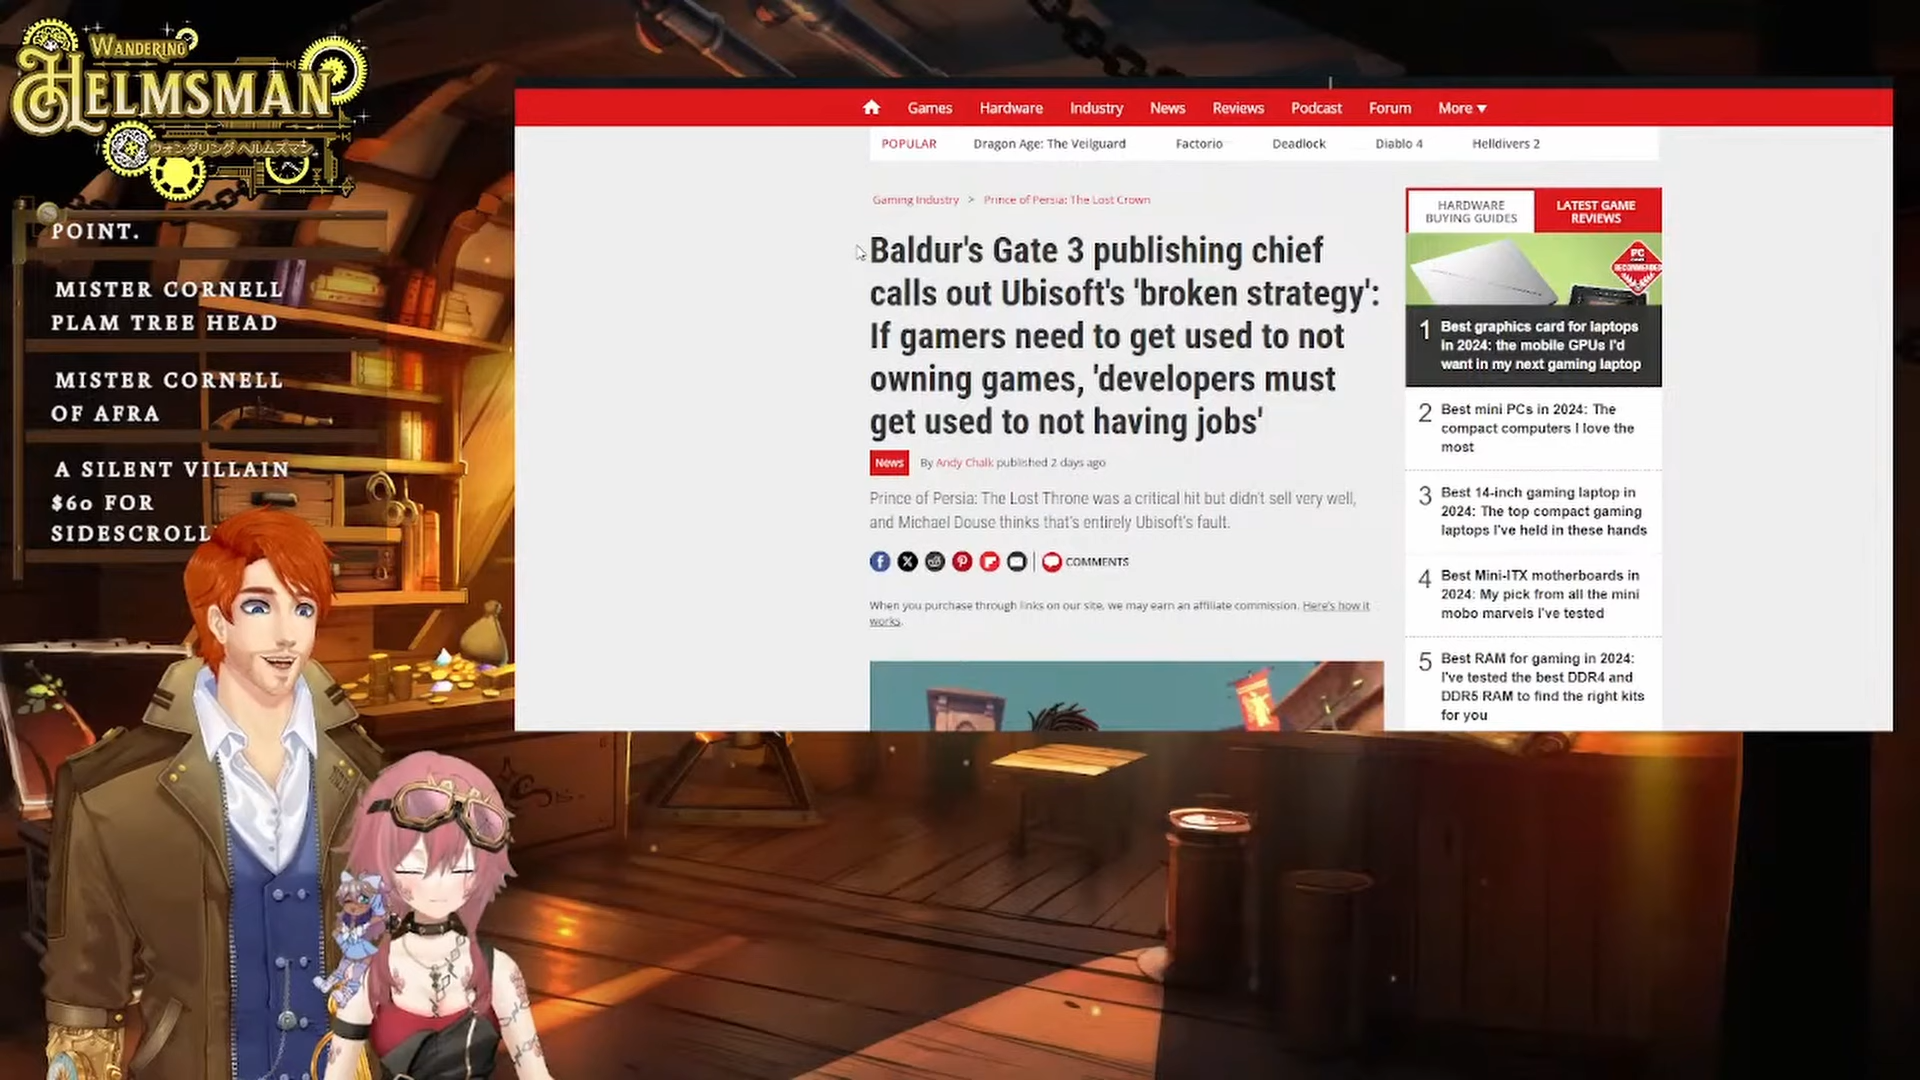 WANDERING
HELMSMAN
ウォンダリング ヘルムズマン
POINT.
MISTER CORNELL
PLAM TREE HEAD
MISTER CORNELL
OF AFRA
A SILENT VILLAIN
$60 FOR
SIDESCROLL
Games Hardware Industry News Reviews Podcast Forum More ▼
POPULAR Dragon Age: The Veilguard Factorio Deadlock Diablo 4 Helldivers 2
Gaming Industry > Prince of Persia: The Lost Crown
Baldur's Gate 3 publishing chief
calls out Ubisoft's 'broken strategy':
If gamers need to get used to not
owning games, 'developers must
get used to not having jobs'
News By Andy Chalk published 2 days ago
Prince of Persia: The Lost Throne was a critical hit but didn't sell very well,
and Michael Douse thinks that's entirely Ubisoft's fault.
COMMENTS
When you purchase through links on our site, we may earn an affiliate commission. Here's how it
works.
HARDWARE
BUYING GUIDES
LATEST GAME
REVIEWS
PC
RECOMMENDED
1 Best graphics card for laptops
in 2024: the mobile GPUs I'd
want in my next gaming laptop
2 Best mini PCs in 2024: The
compact computers I love the
most
3 Best 14-inch gaming laptop in
2024: The top compact gaming
laptops I've held in these hands
4 Best Mini-ITX motherboards in
2024: My pick from all the mini
mobo marvels I've tested
5 Best RAM for gaming in 2024:
I've tested the best DDR4 and
DDR5 RAM to find the right kits
for you